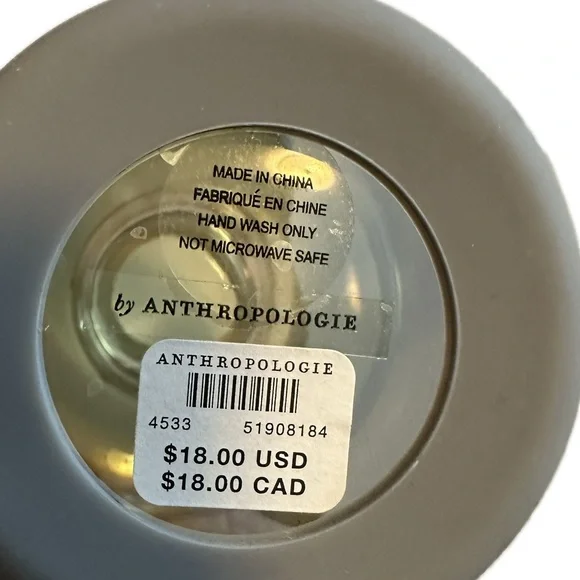 MADE IN CHINA
FABRIQUÉ EN CHINE
HAND WASH ONLY
NOT MICROWAVE SAFE
by ANTHROPOLOGIE
ANTHROPOLOGIE
4533 51908184
$18.00 USD
$18.00 CAD